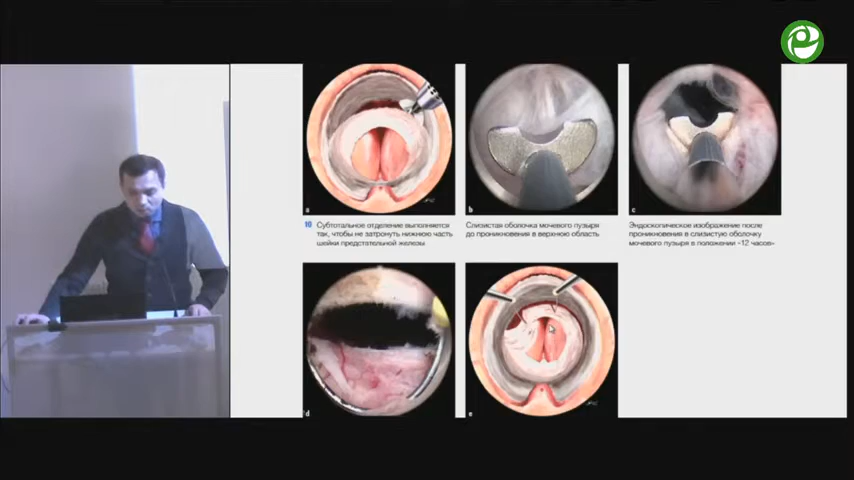 a
b
c
10 Субтотальное отделение выполняется
так, чтобы не затронуть нижнюю часть
шейки предстательной железы
Слизистая оболочка мочевого пузыря
до проникновения в верхнюю область
Эндоскопическое изображение после
проникновения в слизистую оболочку
мочевого пузыря в положении «12 часов»
d
e